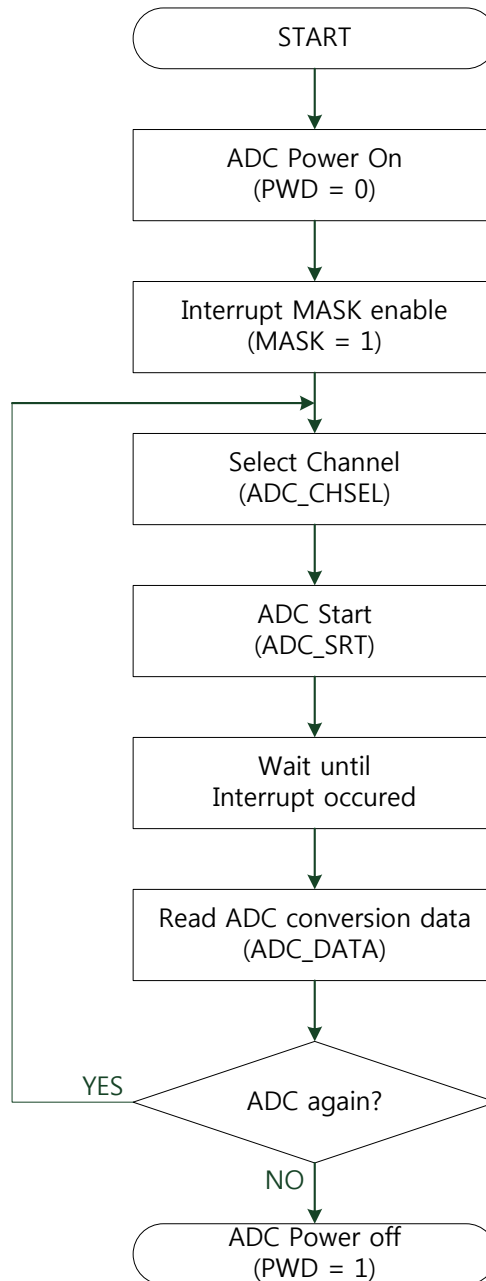 START
ADC Power On
(PWD = 0)
Interrupt MASK enable
(MASK = 1)
Select Channel
(ADC_CHSEL)
ADC Start
(ADC_SRT)
Wait until
Interrupt occured
Read ADC conversion data
(ADC_DATA)
YES
ADC again?
NO
ADC Power off
(PWD = 1)